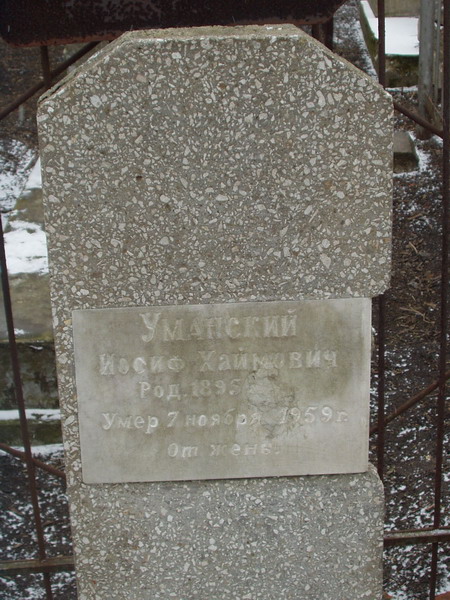 Уманский
Иосиф Хаймович
Род. 1895
Умер 7 ноября 1959 г.
От жены.